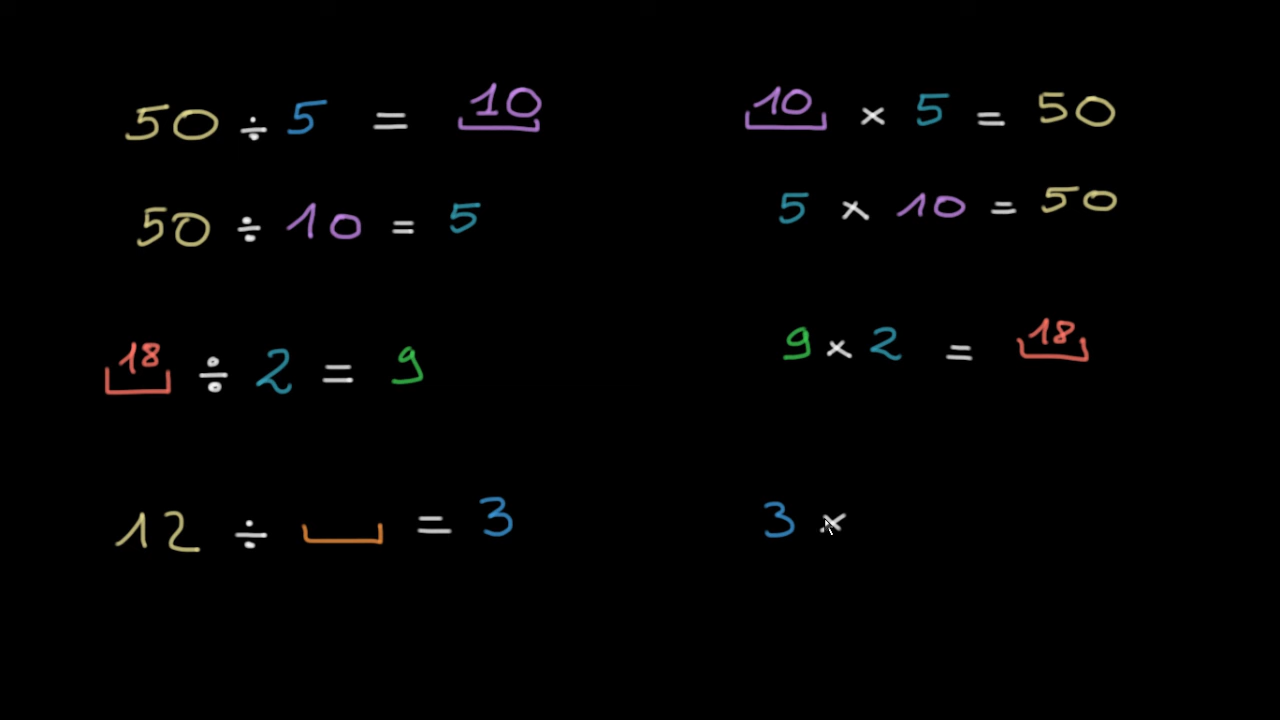 50 ÷ 5 = 10
10 × 5 = 50
50 ÷ 10 = 5
5 × 10 = 50
18 ÷ 2 = 9
9 × 2 = 18
12 ÷ = 3
3 ×